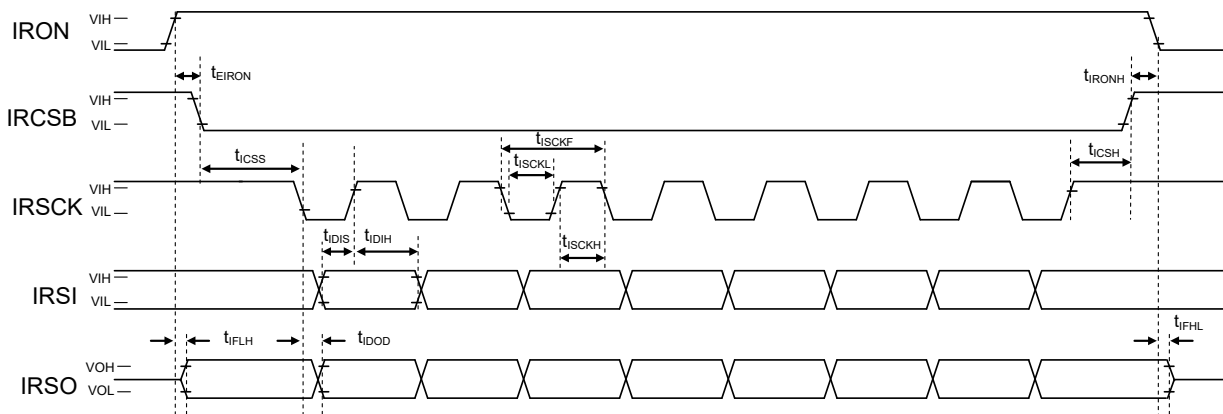 IRON
VIH
VIL
tEIRON
tIRONH
IRCSB
VIH
VIL
tICSS
tISCKF
tISCKL
tICSH
IRSCK
VIH
VIL
tIDIS
tIDIH
tISCKH
IRSI
VIH
VIL
tIFLH
tIDOD
tIFHL
IRSO
VOH
VOL